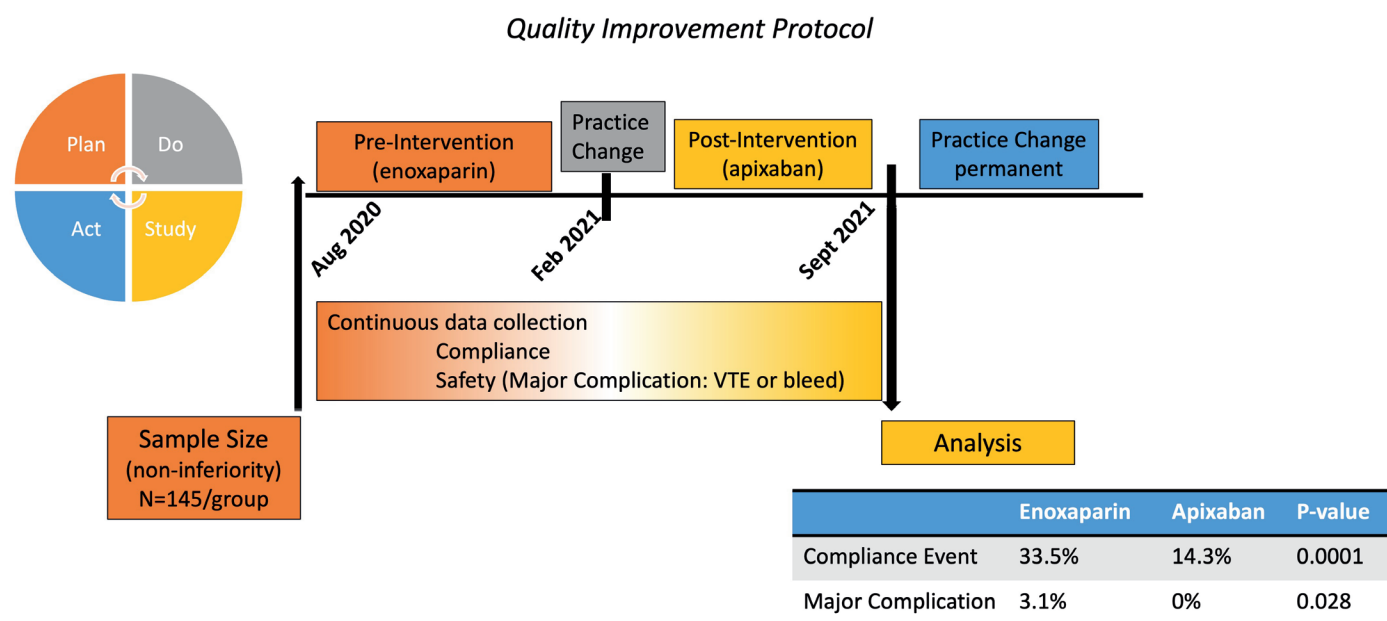 Quality Improvement Protocol
Plan
Do
Act
Study
Pre-Intervention
(enoxaparin)
Practice
Change
Post-Intervention
(apixaban)
Practice Change
permanent
Aug 2020
Feb 2021
Sept 2021
Continuous data collection
Compliance
Safety (Major Complication: VTE or bleed)
Sample Size
(non-inferiority)
N=145/group
Analysis
Enoxaparin Apixaban P-value
Compliance Event 33.5% 14.3% 0.0001
Major Complication 3.1% 0% 0.028